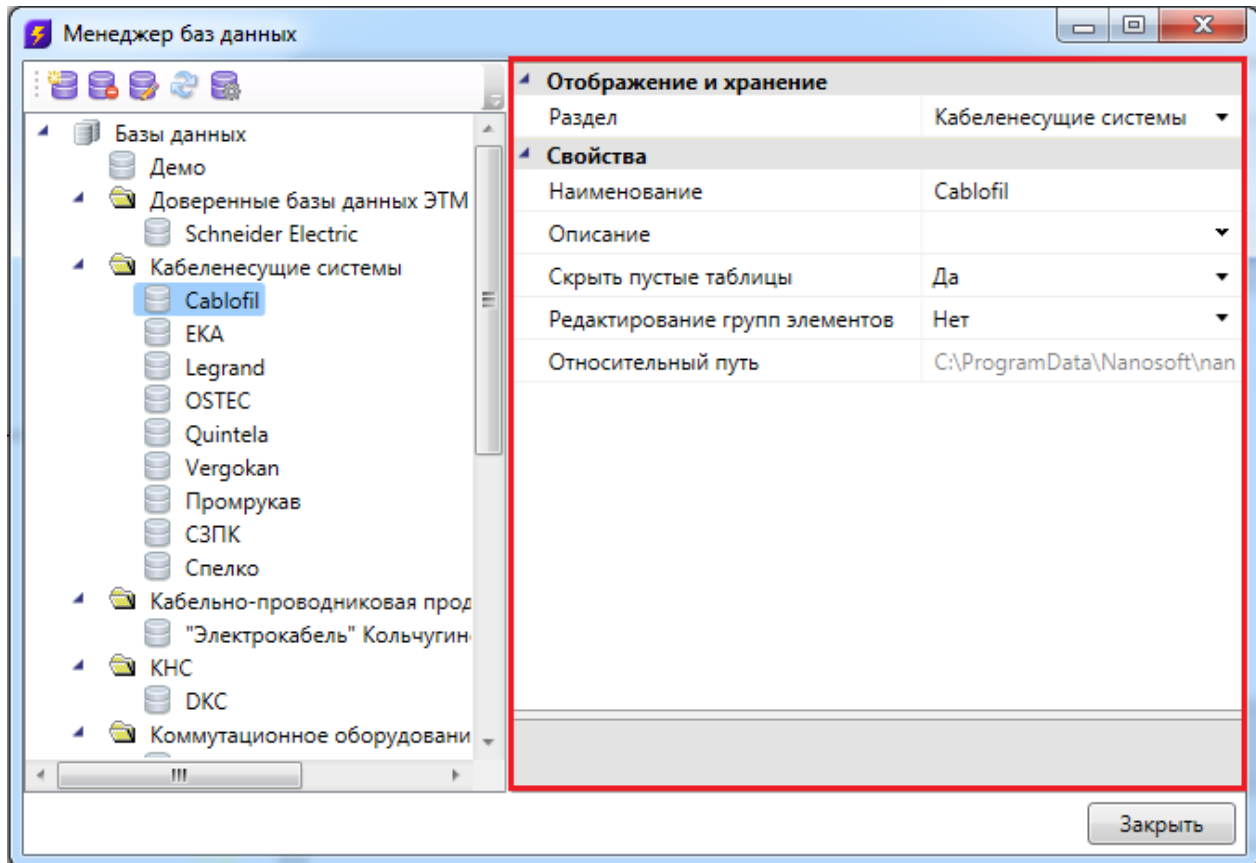 Менеджер баз данных
Базы данных
Демо
Доверенные базы данных ЭТМ
Schneider Electric
Кабеленесущие системы
Cablofil
EKA
Legrand
OSTEC
Quintela
Vergokan
Промрукав
СЗПК
Спелко
Кабельно-проводниковая прод
"Электрокабель" Кольчугин
КНС
DKC
Коммутационное оборудовани
Отображение и хранение
Раздел Кабеленесущие системы
Свойства
Наименование Cablofil
Описание
Скрыть пустые таблицы Да
Редактирование групп элементов Нет
Относительный путь C:\ProgramData\Nanosoft\nan
Закрыть